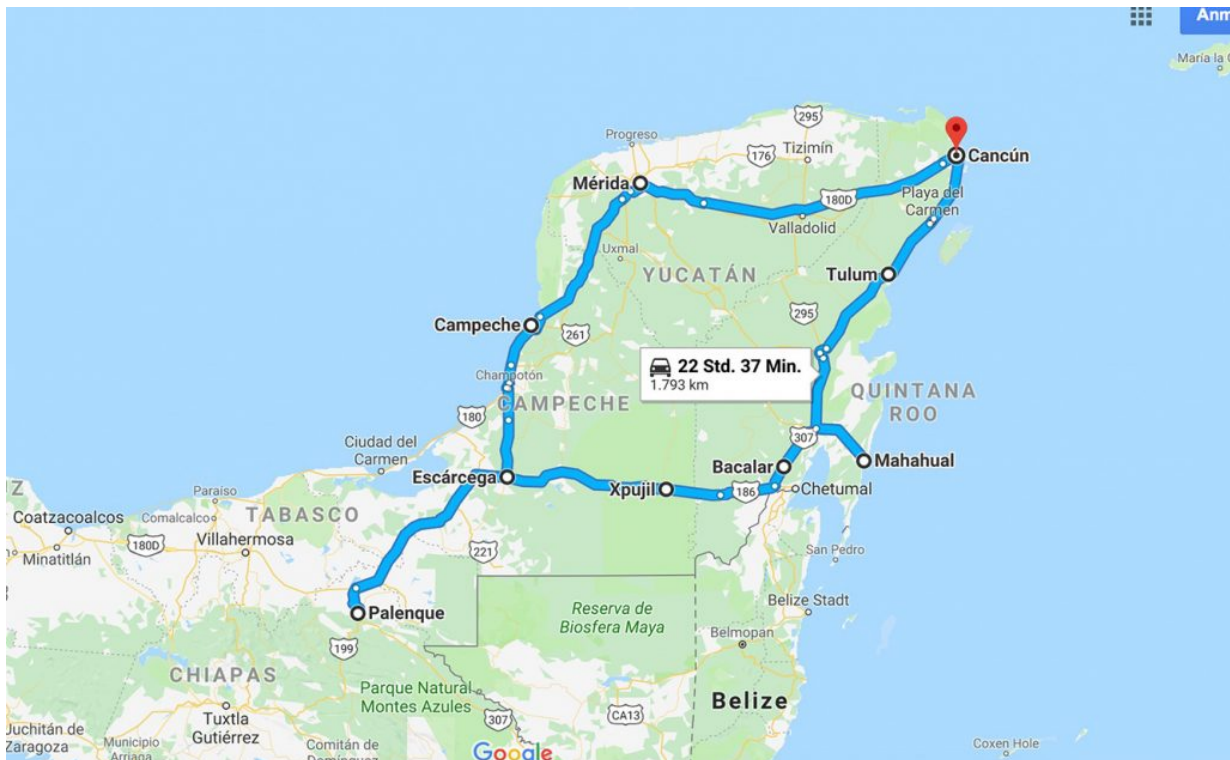 Anm
María la
295
Progreso
176
Tizimín
Cancún
Mérida
180D
Playa del
Carmen
Valladolid
Uxmal
YUCATÁN
Tulum
295
Campeche
261
22 Std. 37 Min.
1.793 km
Champotón
QUINTANA
ROO
CAMPECHE
180
307
Ciudad del
Carmen
Bacalar
Mahahual
Escárcega
Xpujil
186
Chetumal
Z
Paraíso
TABASCO
Coatzacoalcos
Comalcalco
Villahermosa
180D
Minatitlán
221
San Pedro
Palenque
Reserva de
Biosfera Maya
Belize Stadt
Belmopan
199
CHIAPAS
Parque Natural
Montes Azules
Belize
Tuxtla
Gutiérrez
307
CA13
Juchitán de
Zaragoza
Municipio
Arriaga
Comitán de
Domínguez
Google
Coxen Hole